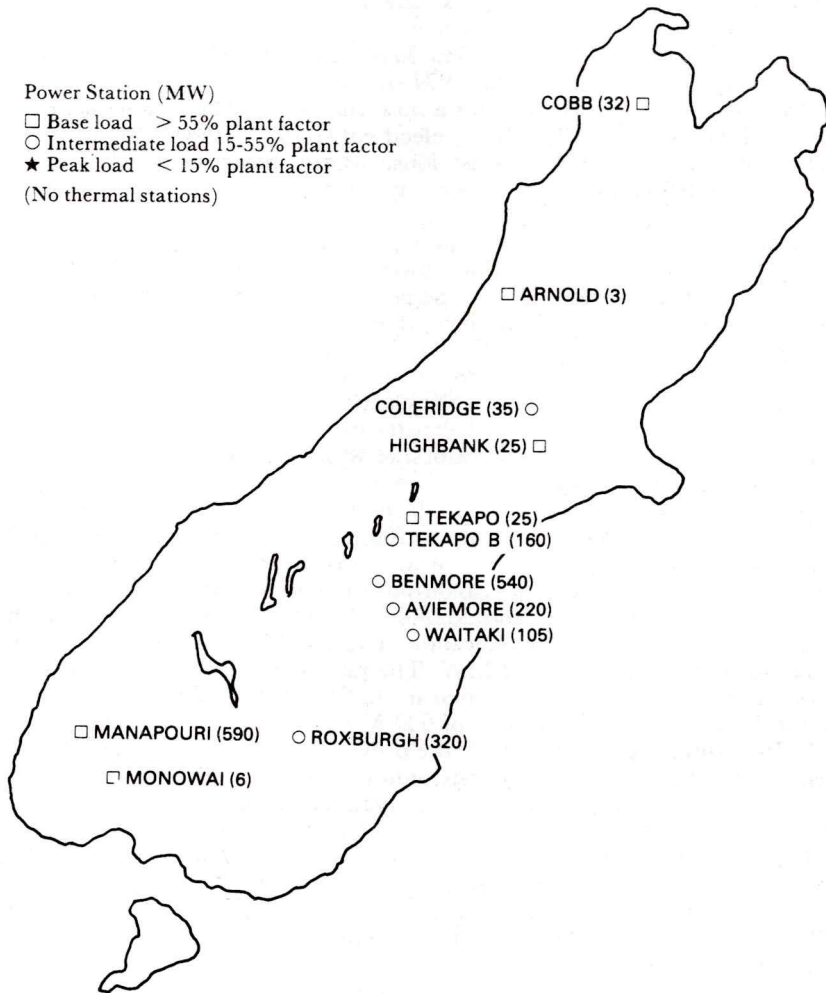 Power Station (MW)
□ Base load > 55% plant factor
○ Intermediate load 15-55% plant factor
★ Peak load < 15% plant factor
(No thermal stations)
COBB (32) □
□ ARNOLD (3)
COLERIDGE (35) ○
HIGHBANK (25) □
□ TEKAPO (25)
○ TEKAPO B (160)
○ BENMORE (540)
○ AVIEMORE (220)
○ WAITAKI (105)
□ MANAPOURI (590)
○ ROXBURGH (320)
□ MONOWAI (6)